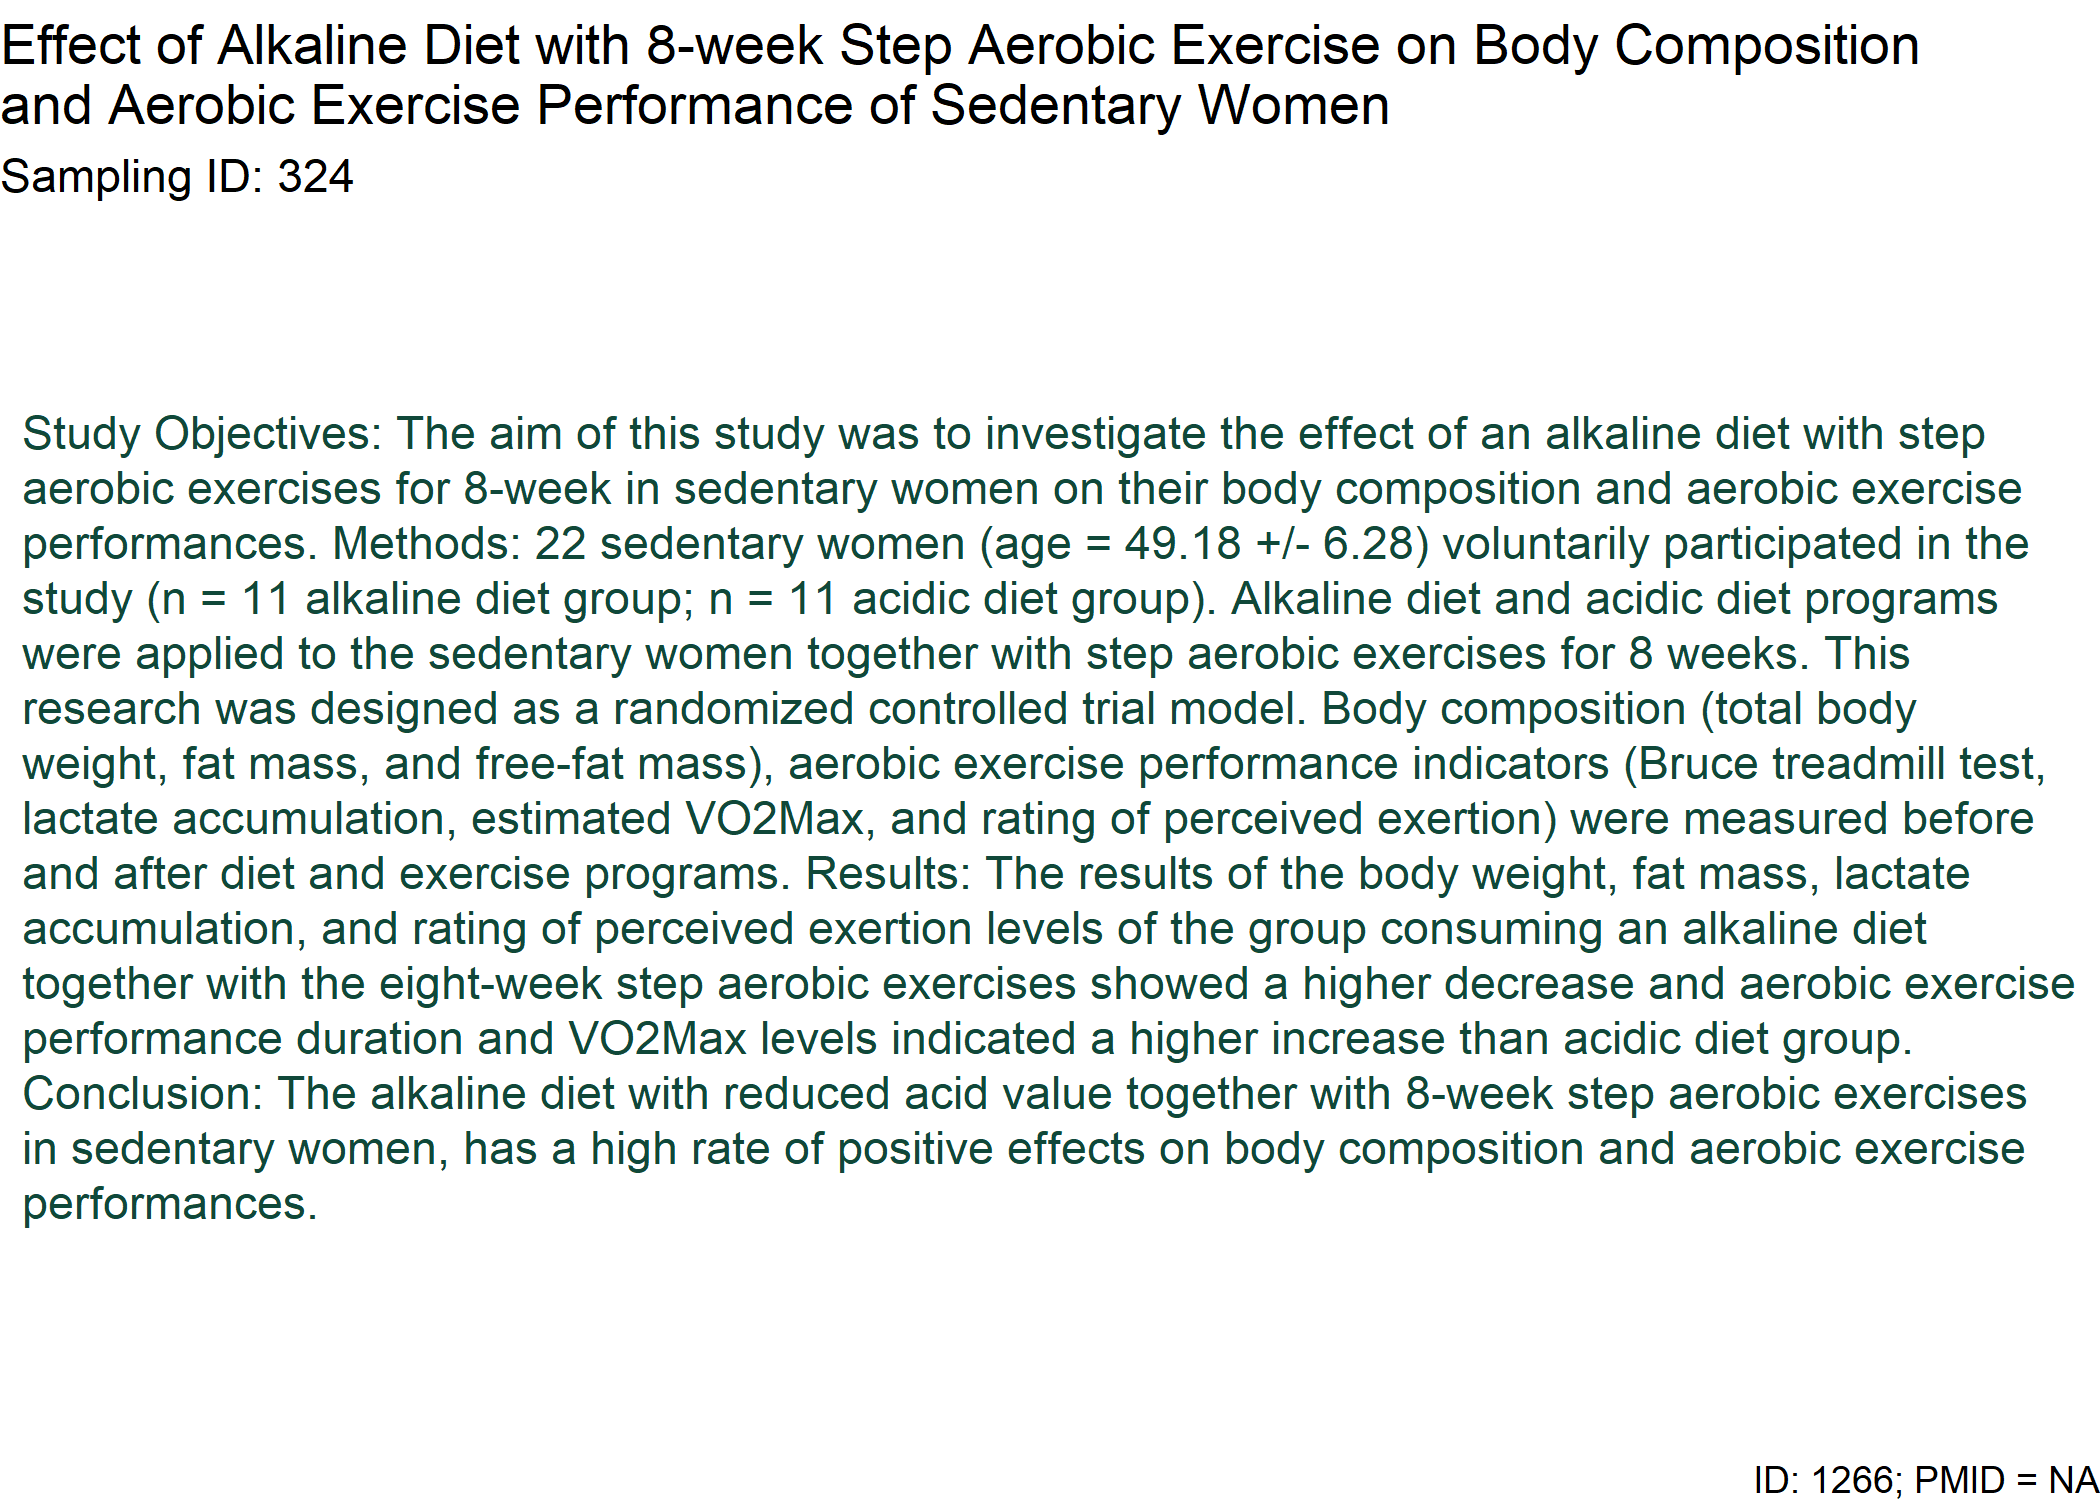 Effect of Alkaline Diet with 8-week Step Aerobic Exercise on Body Composition
and Aerobic Exercise Performance of Sedentary Women
Sampling ID: 324
Study Objectives: The aim of this study was to investigate the effect of an alkaline diet with step
aerobic exercises for 8-week in sedentary women on their body composition and aerobic exercise
performances. Methods: 22 sedentary women (age = 49.18 +/- 6.28) voluntarily participated in the
study (n = 11 alkaline diet group; n = 11 acidic diet group). Alkaline diet and acidic diet programs
were applied to the sedentary women together with step aerobic exercises for 8 weeks. This
research was designed as a randomized controlled trial model. Body composition (total body
weight, fat mass, and free-fat mass), aerobic exercise performance indicators (Bruce treadmill test,
lactate accumulation, estimated VO2Max, and rating of perceived exertion) were measured before
and after diet and exercise programs. Results: The results of the body weight, fat mass, lactate
accumulation, and rating of perceived exertion levels of the group consuming an alkaline diet
together with the eight-week step aerobic exercises showed a higher decrease and aerobic exercise
performance duration and VO2Max levels indicated a higher increase than acidic diet group.
Conclusion: The alkaline diet with reduced acid value together with 8-week step aerobic exercises
in sedentary women, has a high rate of positive effects on body composition and aerobic exercise
performances.
ID: 1266; PMID = NA